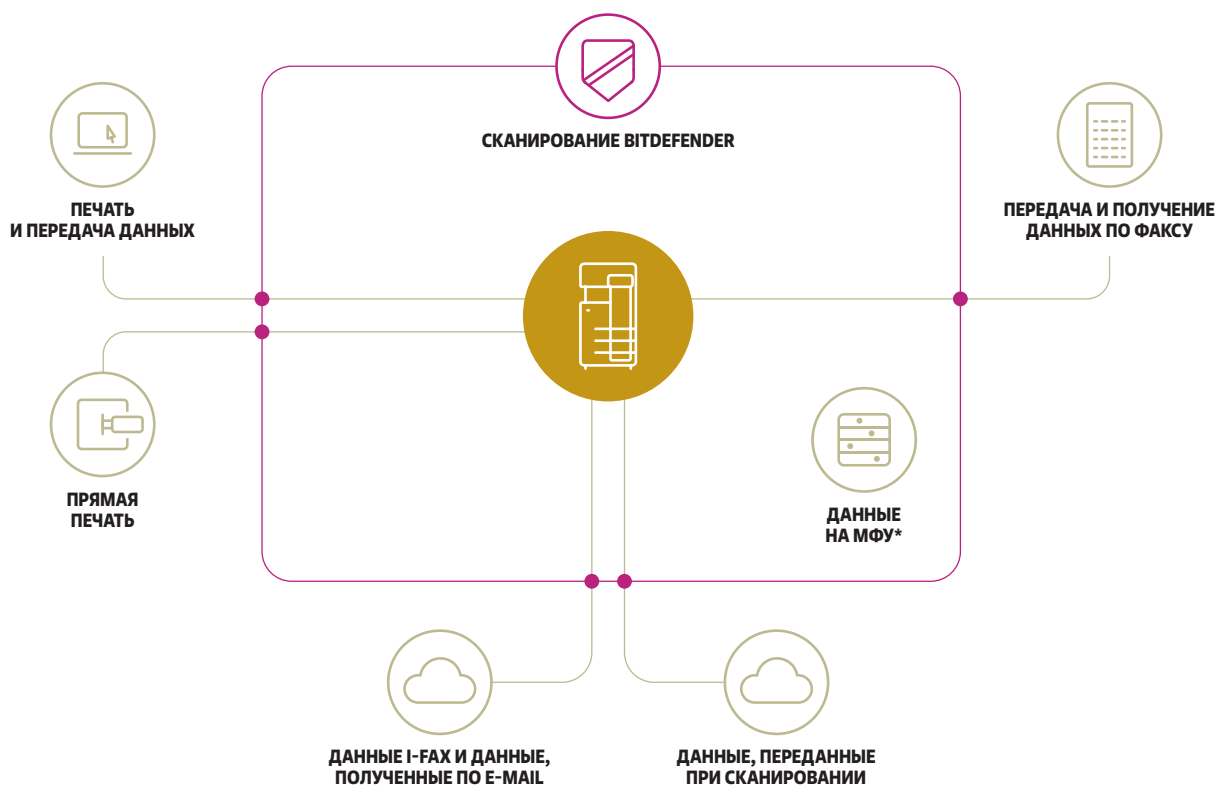 СКАНИРОВАНИЕ BITDEFENDER
ПЕЧАТЬ
И ПЕРЕДАЧА ДАННЫХ
ПЕРЕДАЧА И ПОЛУЧЕНИЕ
ДАННЫХ ПО ФАКСУ
ПРЯМАЯ
ПЕЧАТЬ
ДАННЫЕ
НА МФУ*
ДАННЫЕ I-FAX И ДАННЫЕ,
ПОЛУЧЕННЫЕ ПО E-MAIL
ДАННЫЕ, ПЕРЕДАННЫЕ
ПРИ СКАНИРОВАНИИ